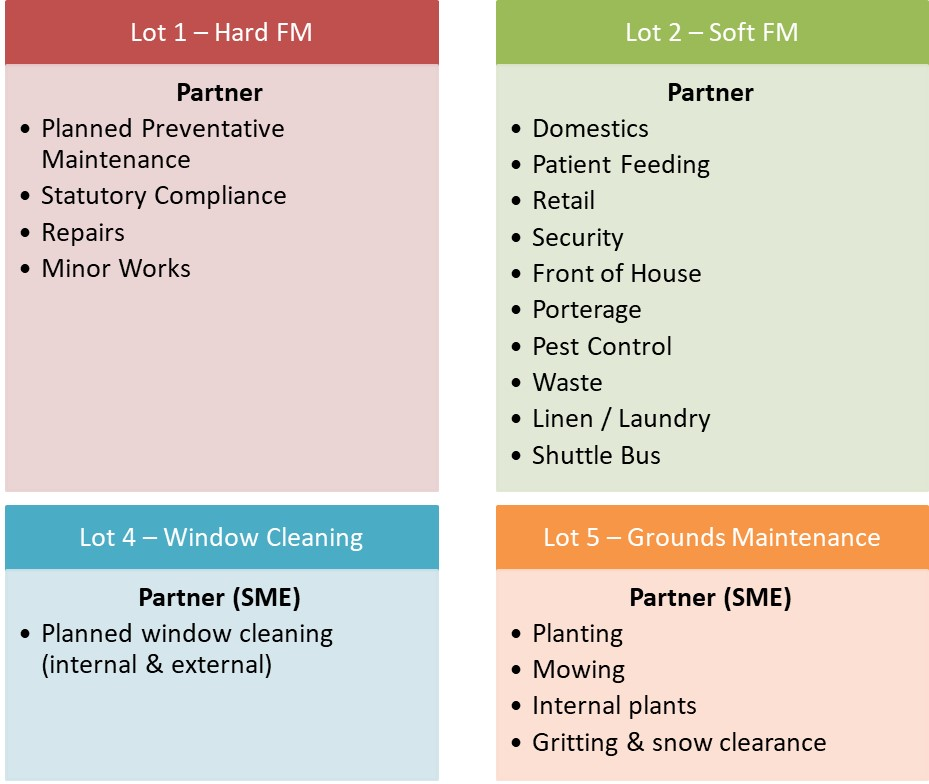 Lot 1 – Hard FM
Partner
• Planned Preventative
Maintenance
• Statutory Compliance
• Repairs
• Minor Works
Lot 2 – Soft FM
Partner
• Domestics
• Patient Feeding
• Retail
• Security
• Front of House
• Porterage
• Pest Control
• Waste
• Linen / Laundry
• Shuttle Bus
Lot 4 – Window Cleaning
Partner (SME)
• Planned window cleaning
(internal & external)
Lot 5 – Grounds Maintenance
Partner (SME)
• Planting
• Mowing
• Internal plants
• Gritting & snow clearance